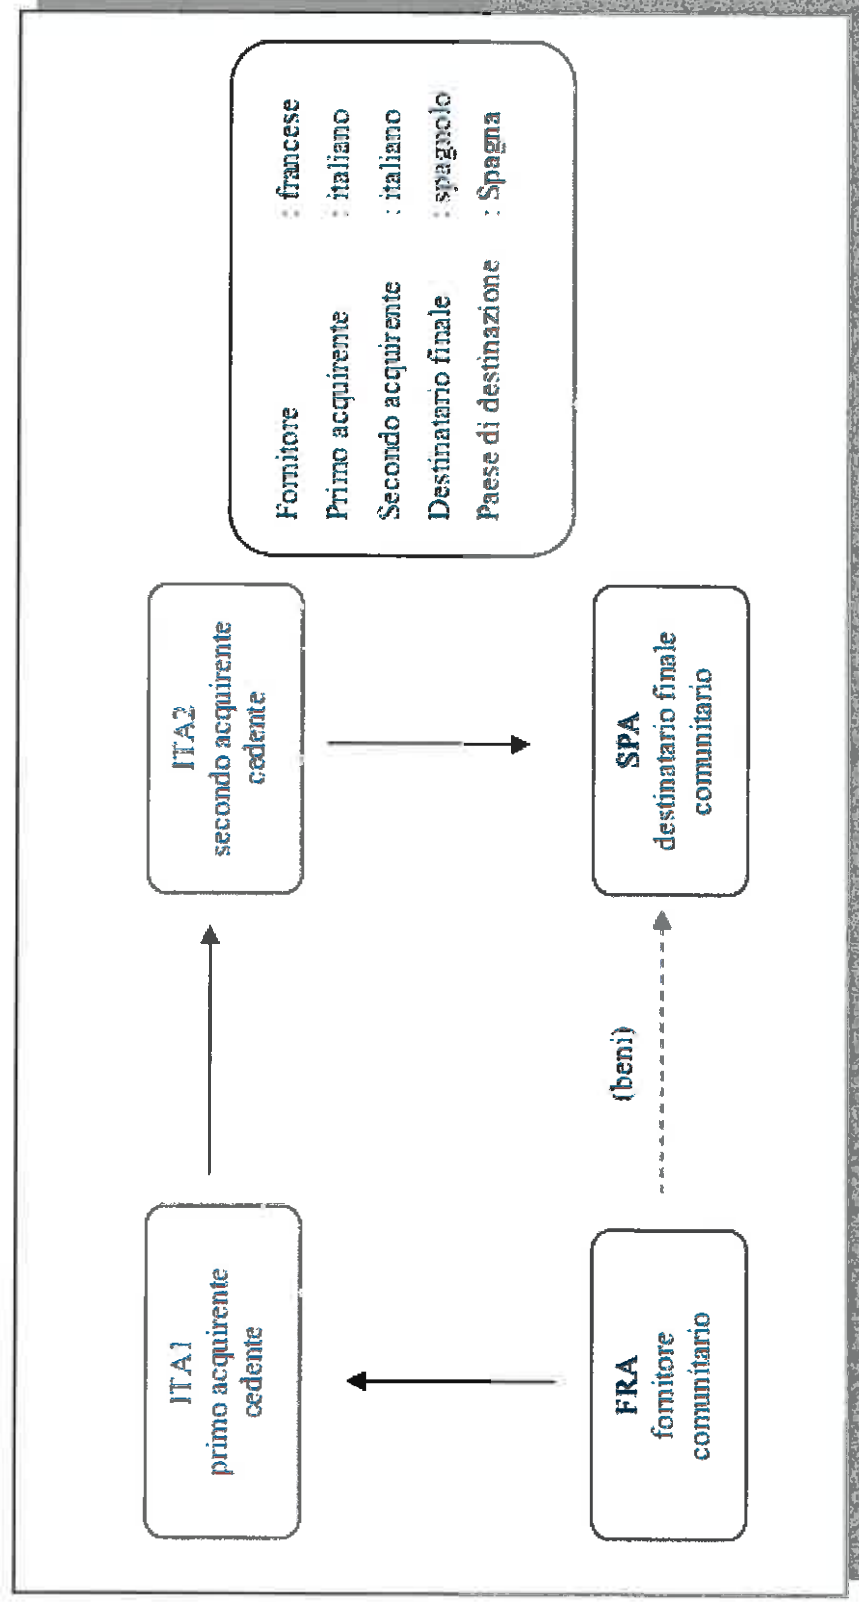 ITA1
primo acquirente
cedente
ITA2
secondo acquirente
cedente
Fornitore : francese
Primo acquirente : italiano
Secondo acquirente : italiano
Destinatario finale : spagnolo
Paese di destinazione : Spagna
FRA
fornitore
comunitario
(beni)
SPA
destinatario finale
comunitario